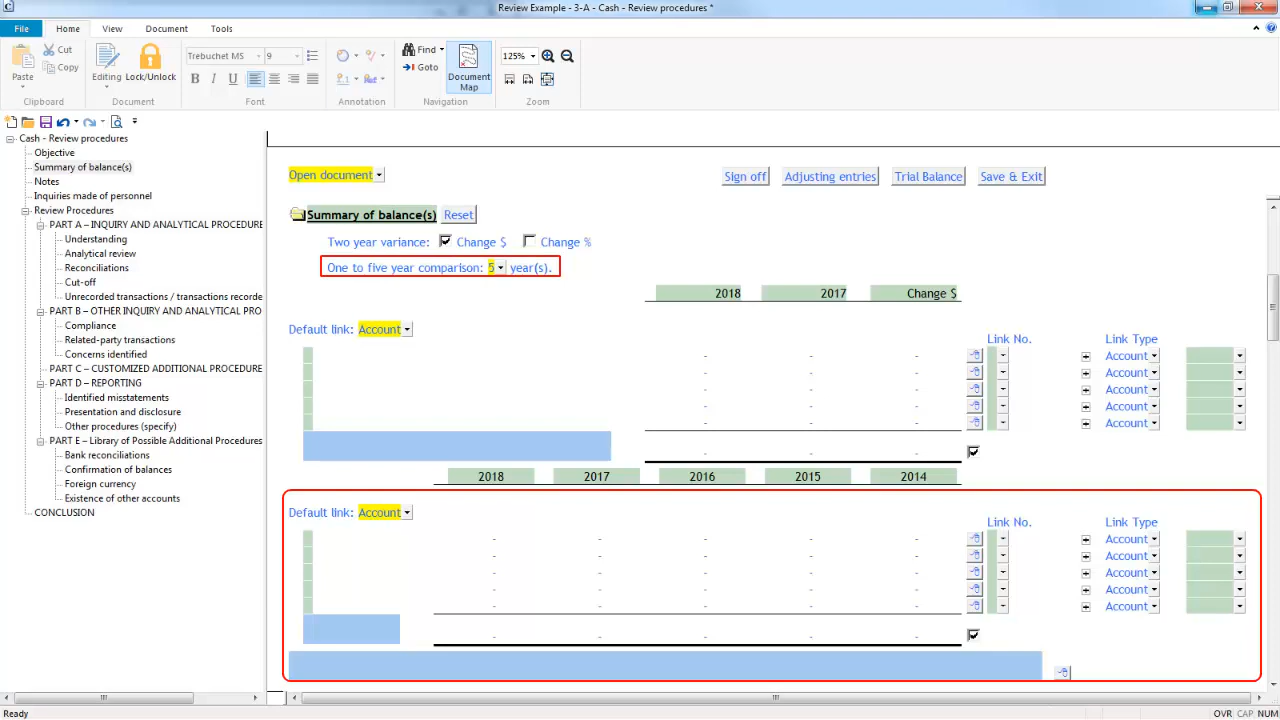 Review Example - 3-A - Cash - Review procedures *
File Home View Document Tools
Paste Cut Copy Editing Lock/Unlock Trebuchet MS 9 Find Goto Document Map 125%
B I U
Clipboard Document Font Annotation Navigation Zoom
Cash - Review procedures
Objective
Summary of balance(s)
Notes
Inquiries made of personnel
Review Procedures
PART A – INQUIRY AND ANALYTICAL PROCEDURE
Understanding
Analytical review
Reconciliations
Cut-off
Unrecorded transactions / transactions recorde
PART B – OTHER INQUIRY AND ANALYTICAL PRO
Compliance
Related-party transactions
Concerns identified
PART C – CUSTOMIZED ADDITIONAL PROCEDURE
PART D – REPORTING
Identified misstatements
Presentation and disclosure
Other procedures (specify)
PART E – Library of Possible Additional Procedures
Bank reconciliations
Confirmation of balances
Foreign currency
Existence of other accounts
CONCLUSION
Open document Sign off Adjusting entries Trial Balance Save & Exit
Summary of balance(s) Reset
Two year variance: Change $ Change %
One to five year comparison: 5 year(s).
2018 2017 Change $
Default link: Account
Link No. Link Type
- - - Account
- - - Account
- - - Account
- - - Account
- - - Account
- - -
2018 2017 2016 2015 2014
Default link: Account
Link No. Link Type
- - - - - Account
- - - - - Account
- - - - - Account
- - - - - Account
- - - - - Account
- - - - -
Ready OVR CAP NUM